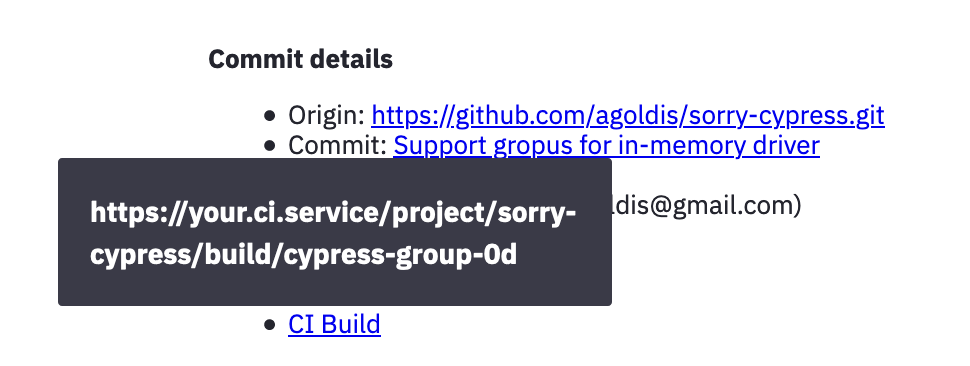 Commit details
Origin: https://github.com/agoldis/sorry-cypress.git
Commit: Support gropus for in-memory driver
ldis@gmail.com)
https://your.ci.service/project/sorry-
cypress/build/cypress-group-0d
CI Build